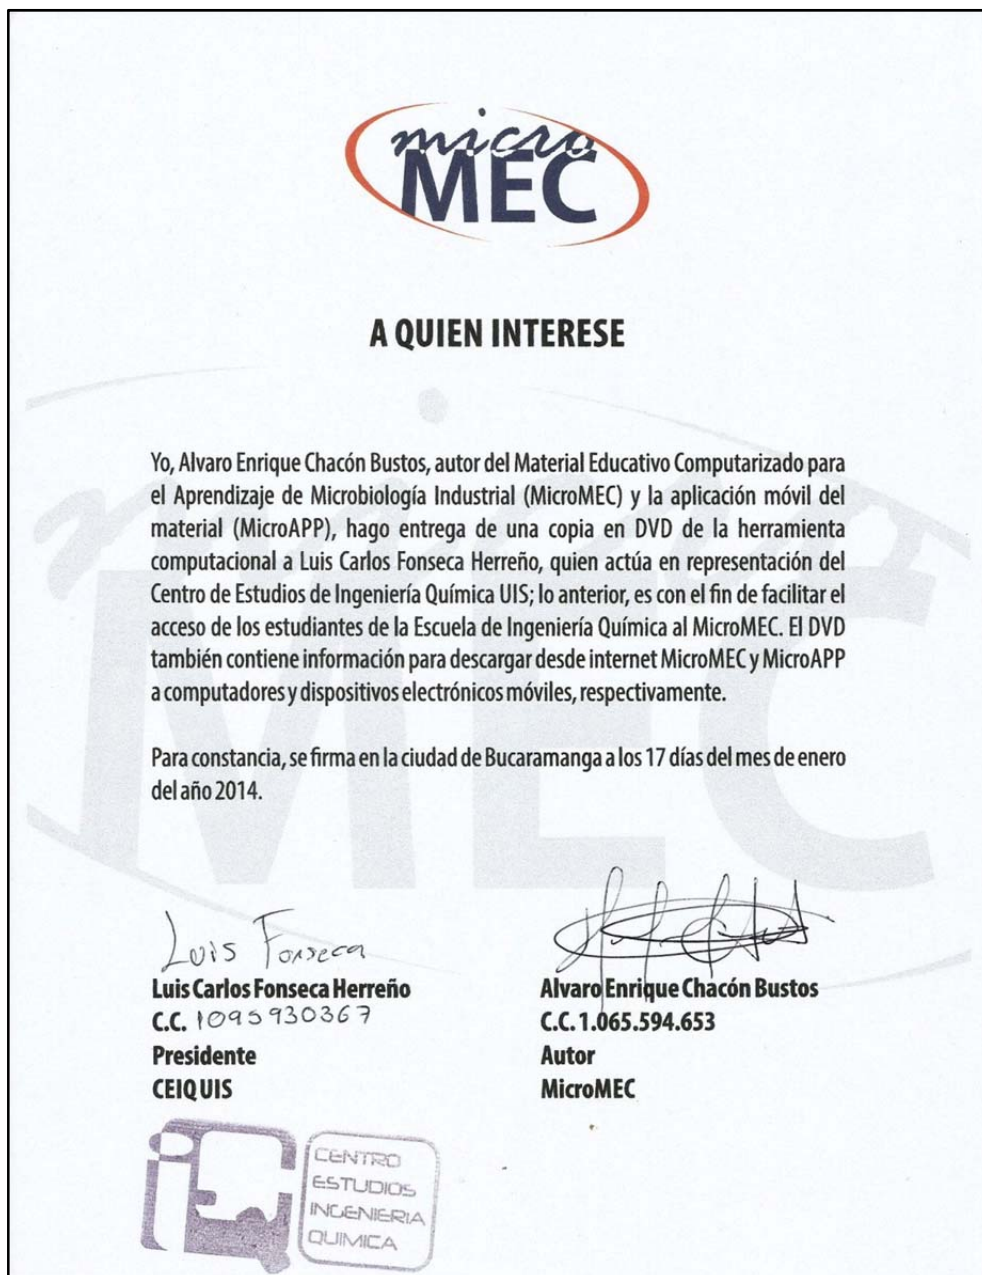 micro
MEC
A QUIEN INTERESE
Yo, Alvaro Enrique Chacón Bustos, autor del Material Educativo Computarizado para
el Aprendizaje de Microbiología Industrial (MicroMEC) y la aplicación móvil del
material (MicroAPP), hago entrega de una copia en DVD de la herramienta
computacional a Luis Carlos Fonseca Herreño, quien actúa en representación del
Centro de Estudios de Ingeniería Química UIS; lo anterior, es con el fin de facilitar el
acceso de los estudiantes de la Escuela de Ingeniería Química al MicroMEC. El DVD
también contiene información para descargar desde internet MicroMEC y MicroAPP
a computadores y dispositivos electrónicos móviles, respectivamente.
Para constancia, se firma en la ciudad de Bucaramanga a los 17 días del mes de enero
del año 2014.
Luis Fonseca
Luis Carlos Fonseca Herreño
C.C. 1095930367
Presidente
CEIQUIS
Alvaro Enrique Chacón Bustos
C.C. 1.065.594.653
Autor
MicroMEC
iQ
CENTRO
ESTUDIOS
INGENIERIA
QUIMICA